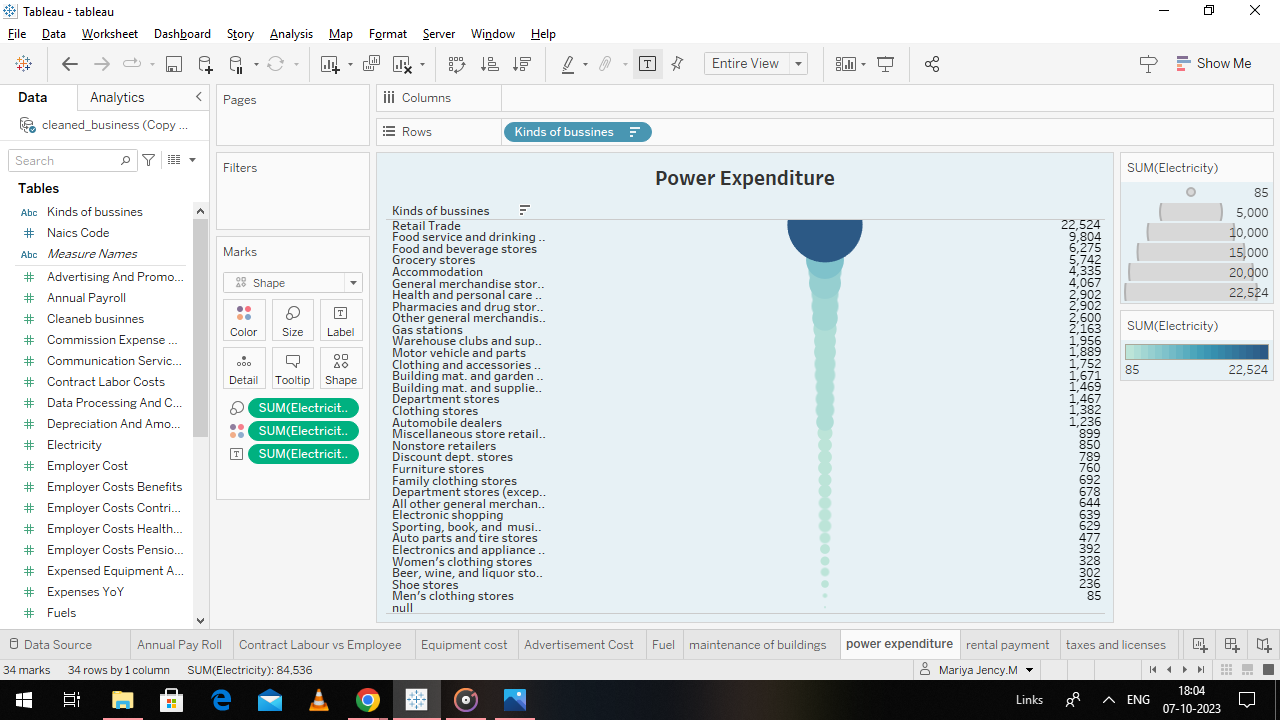 Tableau - tableau
File Data Worksheet Dashboard Story Analysis Map Format Server Window Help
Entire View
Show Me
Data Analytics
cleaned_business (Copy ...
Search
Tables
Abc Kinds of bussines
Naics Code
Abc Measure Names
Advertising And Promo...
Annual Payroll
Cleaneb businnes
Commission Expense ...
Communication Servic...
Contract Labor Costs
Data Processing And C...
Depreciation And Amo...
Electricity
Employer Cost
Employer Costs Benefits
Employer Costs Contri...
Employer Costs Health...
Employer Costs Pensio...
Expensed Equipment A...
Expenses YoY
Fuels
Pages
Filters
Marks
Shape
Color Size Label
Detail Tooltip Shape
SUM(Electricit..
SUM(Electricit..
SUM(Electricit..
Columns
Rows Kinds of bussines
Power Expenditure
Kinds of bussines
Retail Trade 22,524
Food service and drinking .. 9,804
Food and beverage stores 6,275
Grocery stores 5,742
Accommodation 4,335
General merchandise stor.. 4,067
Health and personal care .. 2,902
Pharmacies and drug stor.. 2,902
Other general merchandis.. 2,600
Gas stations 2,163
Warehouse clubs and sup.. 1,956
Motor vehicle and parts 1,889
Clothing and accessories .. 1,752
Building mat. and garden .. 1,671
Building mat. and supplie.. 1,469
Department stores 1,467
Clothing stores 1,382
Automobile dealers 1,236
Miscellaneous store retail.. 899
Nonstore retailers 850
Discount dept. stores 789
Furniture stores 760
Family clothing stores 692
Department stores (excep.. 678
All other general merchan.. 644
Electronic shopping 639
Sporting, book, and musi.. 629
Auto parts and tire stores 477
Electronics and appliance .. 392
Women's clothing stores 328
Beer, wine, and liquor sto.. 302
Shoe stores 236
Men's clothing stores 85
null
SUM(Electricity)
85
5,000
10,000
15,000
20,000
22,524
SUM(Electricity)
85 22,524
Data Source Annual Pay Roll Contract Labour vs Employee Equipment cost Advertisement Cost Fuel maintenance of buildings power expenditure rental payment taxes and licenses
34 marks 34 rows by 1 column SUM(Electricity): 84,536 Mariya Jency.M
Links ENG 18:04
07-10-2023